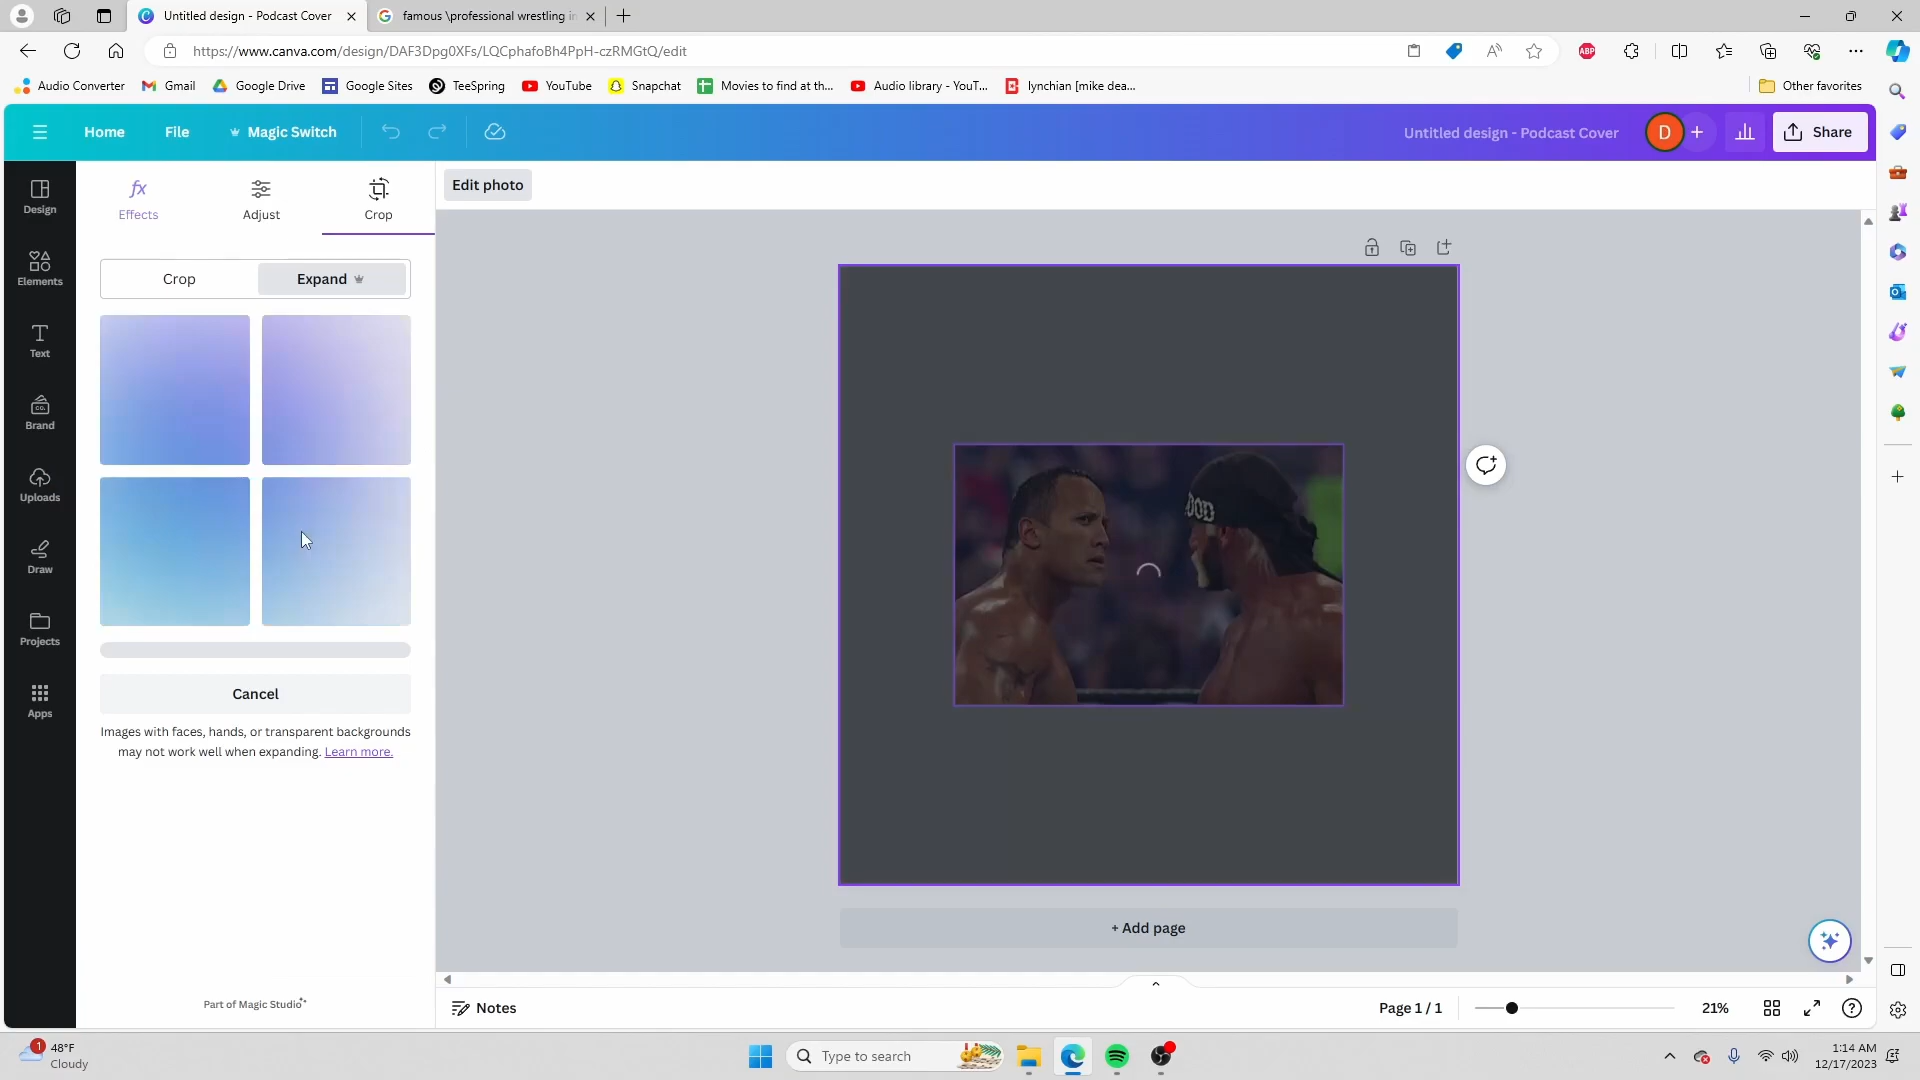 Untitled design - Podcast Cover
famous \professional wrestling in
https://www.canva.com/design/DAF3Dpg0XFs/LQCphafoBh4PpH-czRMGtQ/edit
ABP
Audio Converter
Gmail
Google Drive
Google Sites
TeeSpring
YouTube
Snapchat
Movies to find at th...
Audio library - YouT...
lynchian [mike dea...
Other favorites
Home
File
Magic Switch
Untitled design - Podcast Cover
D
Share
Design
Elements
Text
Brand
Uploads
Draw
Projects
Apps
fx
Effects
Adjust
Crop
Edit photo
Crop
Expand
OOD
Cancel
Images with faces, hands, or transparent backgrounds
may not work well when expanding. Learn more.
+ Add page
Part of Magic Studio
Notes
Page 1 / 1
21%
1
48°F
Cloudy
Type to search
1:14 AM
12/17/2023